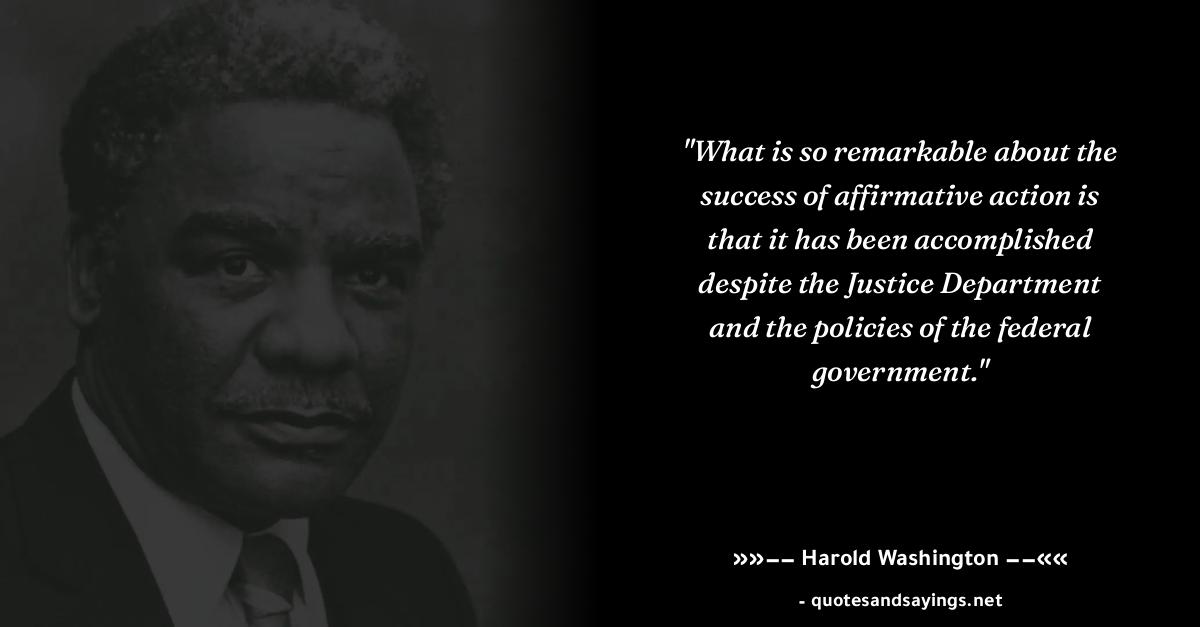 "What is so remarkable about the
success of affirmative action is
that it has been accomplished
despite the Justice Department
and the policies of the federal
government."
»»−− Harold Washington −−««
- quotesandsayings.net